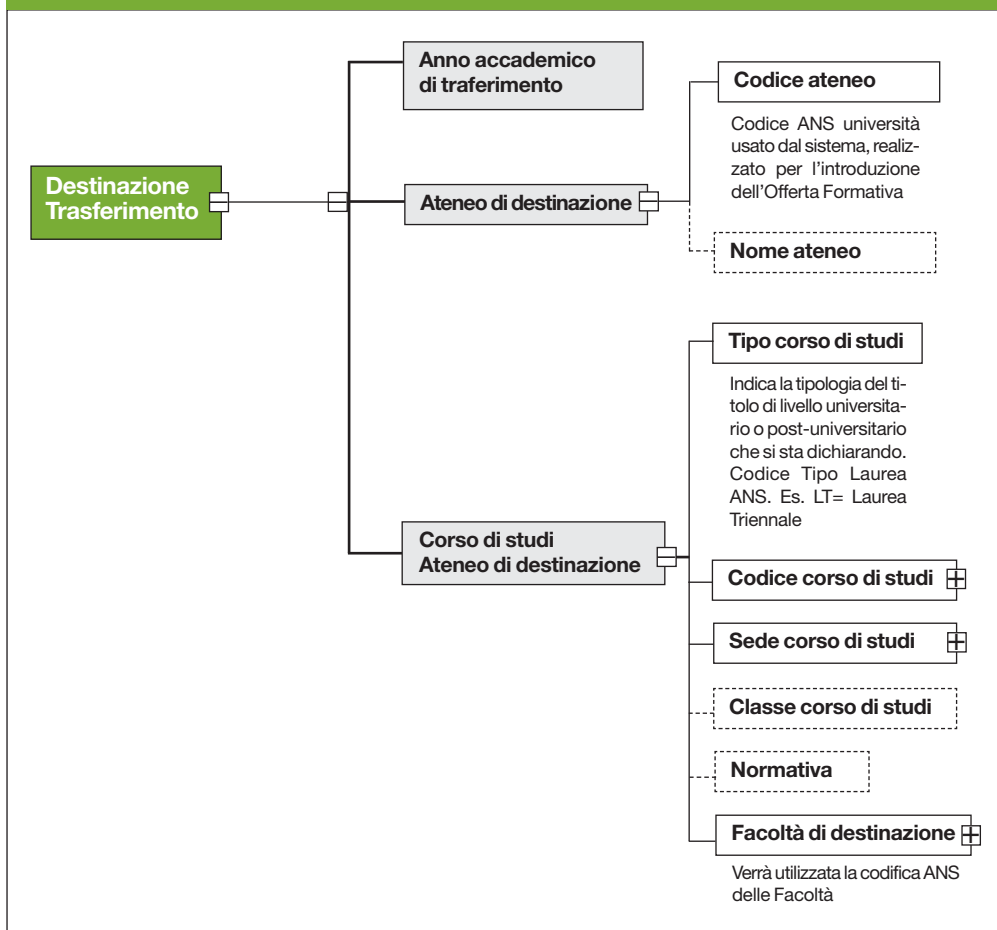 Anno accademico
di traferimento
Codice ateneo
Codice ANS università
usato dal sistema, realiz-
zato per l'introduzione
dell'Offerta Formativa
Destinazione
Trasferimento
Ateneo di destinazione
Nome ateneo
Tipo corso di studi
Indica la tipologia del ti-
tolo di livello universita-
rio o post-universitario
che si sta dichiarando.
Codice Tipo Laurea
ANS. Es. LT= Laurea
Triennale
Corso di studi
Ateneo di destinazione
Codice corso di studi
Sede corso di studi
Classe corso di studi
Normativa
Facoltà di destinazione
Verrà utilizzata la codifica ANS
delle Facoltà